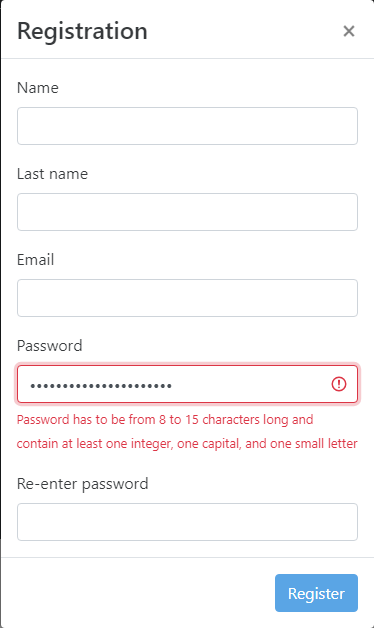 Registration ×
Name
Last name
Email
Password
••••••••••••••••••••••
Password has to be from 8 to 15 characters long and
contain at least one integer, one capital, and one small letter
Re-enter password
Register